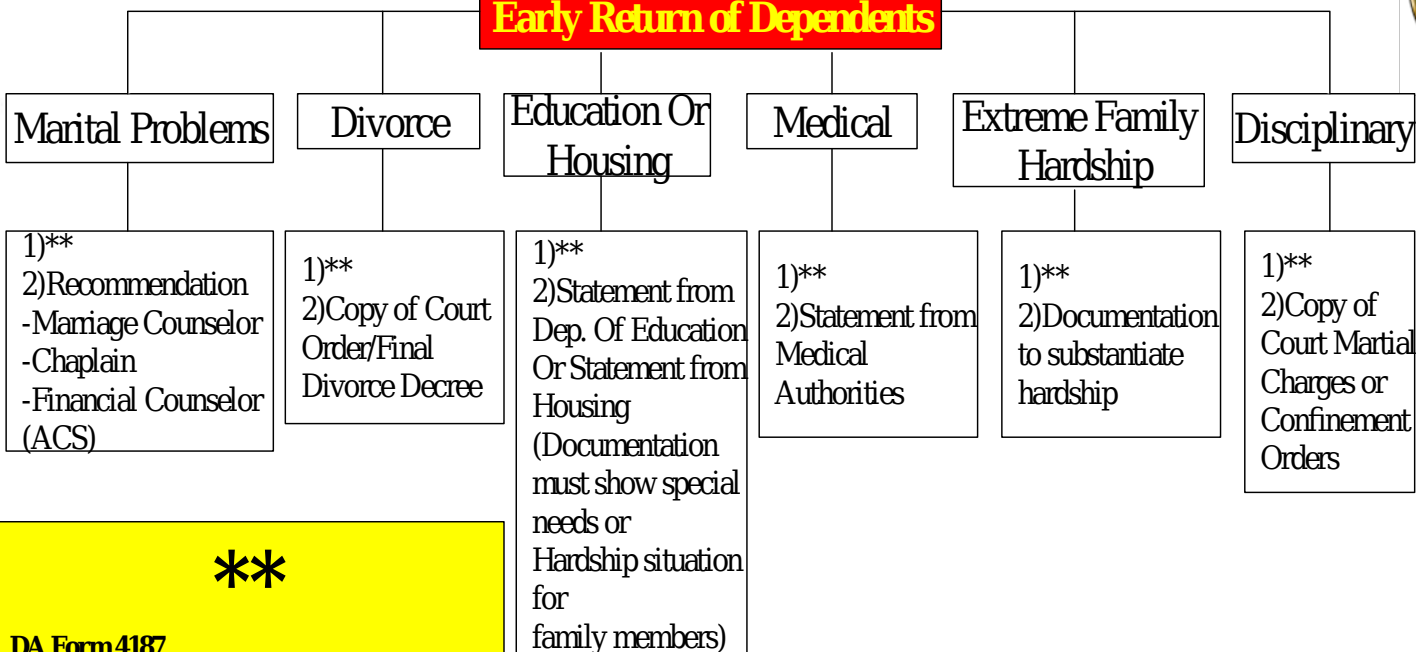 Early Return of Dependents
Marital Problems
Divorce
Education Or
Housing
Medical
Extreme Family
Hardship
Disciplinary
1)**
2)Recommendation
-Marriage Counselor
-Chaplain
-Financial Counselor
(ACS)
1)**
2)Copy of Court
Order/Final
Divorce Decree
1)**
2)Statement from
Dep. Of Education
Or Statement from
Housing
(Documentation
must show special
needs or
Hardship situation
for
family members)
1)**
2)Statement from
Medical
Authorities
1)**
2)Documentation
to substantiate
hardship
1)**
2)Copy of
Court Martial
Charges or
Confinement
Orders
**
DA Form 4187